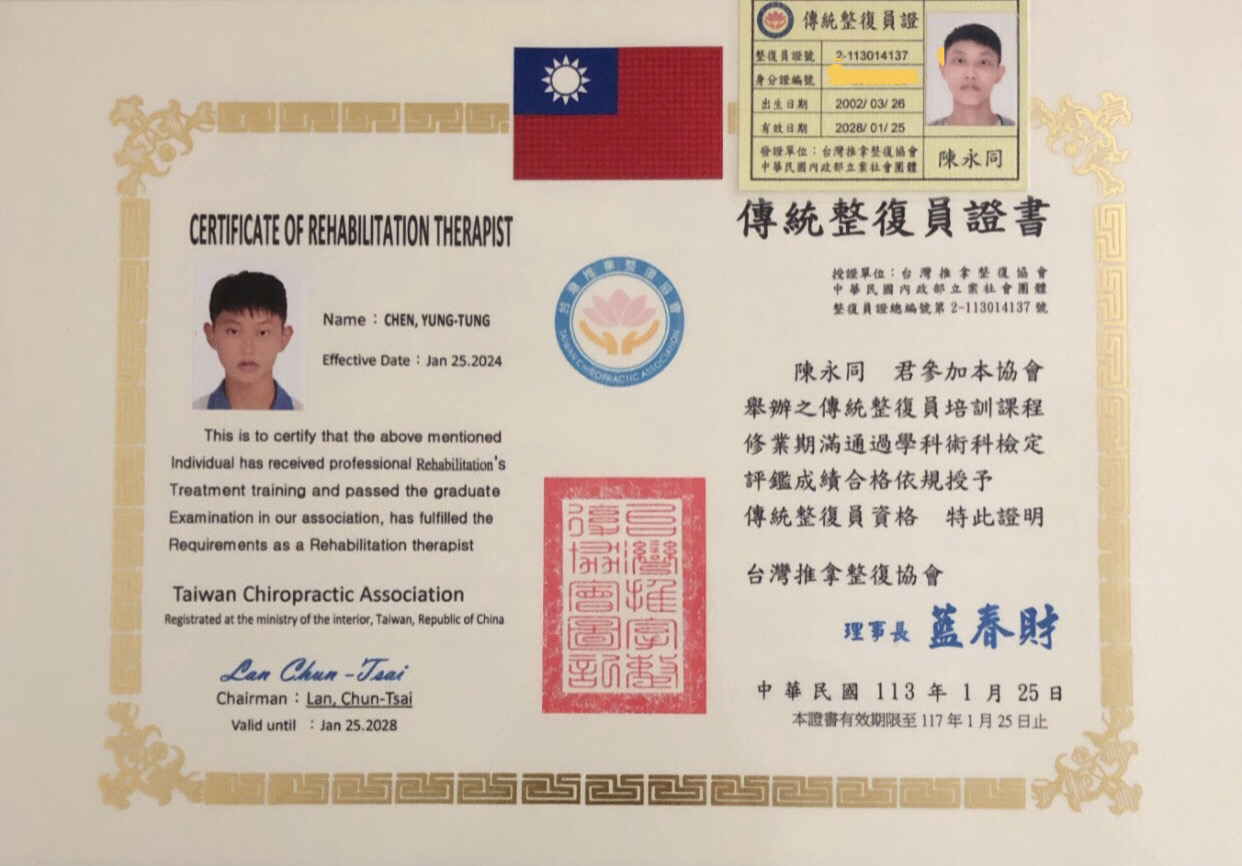 傳統整復員證
整復員證號 2-113014137
身分證編號
出生日期 2002/ 03/ 26
有效日期 2028/ 01/ 25
發證單位：台灣推拿整復協會
中華民國內政部立案社會團體
陳永同
CERTIFICATE OF REHABILITATION THERAPIST
Name：CHEN, YUNG-TUNG
Effective Date：Jan 25.2024
This is to certify that the above mentioned
Individual has received professional Rehabilitation's
Treatment training and passed the graduate
Examination in our association, has fulfilled the
Requirements as a Rehabilitation therapist
Taiwan Chiropractic Association
Registrated at the ministry of the interior, Taiwan, Republic of China
Lan Chun-Tsai
Chairman：Lan, Chun-Tsai
Valid until ：Jan 25.2028
台灣推拿整復協會
TAIWAN CHIROPRACTIC ASSOCIATION
台灣推拿整
復協會圖記
傳統整復員證書
授證單位：台灣推拿整復協會
中華民國內政部立案社會團體
整復員證總編號第2-113014137號
陳永同 君參加本協會
舉辦之傳統整復員培訓課程
修業期滿通過學科術科檢定
評鑑成績合格依規授予
傳統整復員資格 特此證明
台灣推拿整復協會
理事長 藍春財
中華民國 113 年 1 月 25 日
本證書有效期限至117年1月25日止